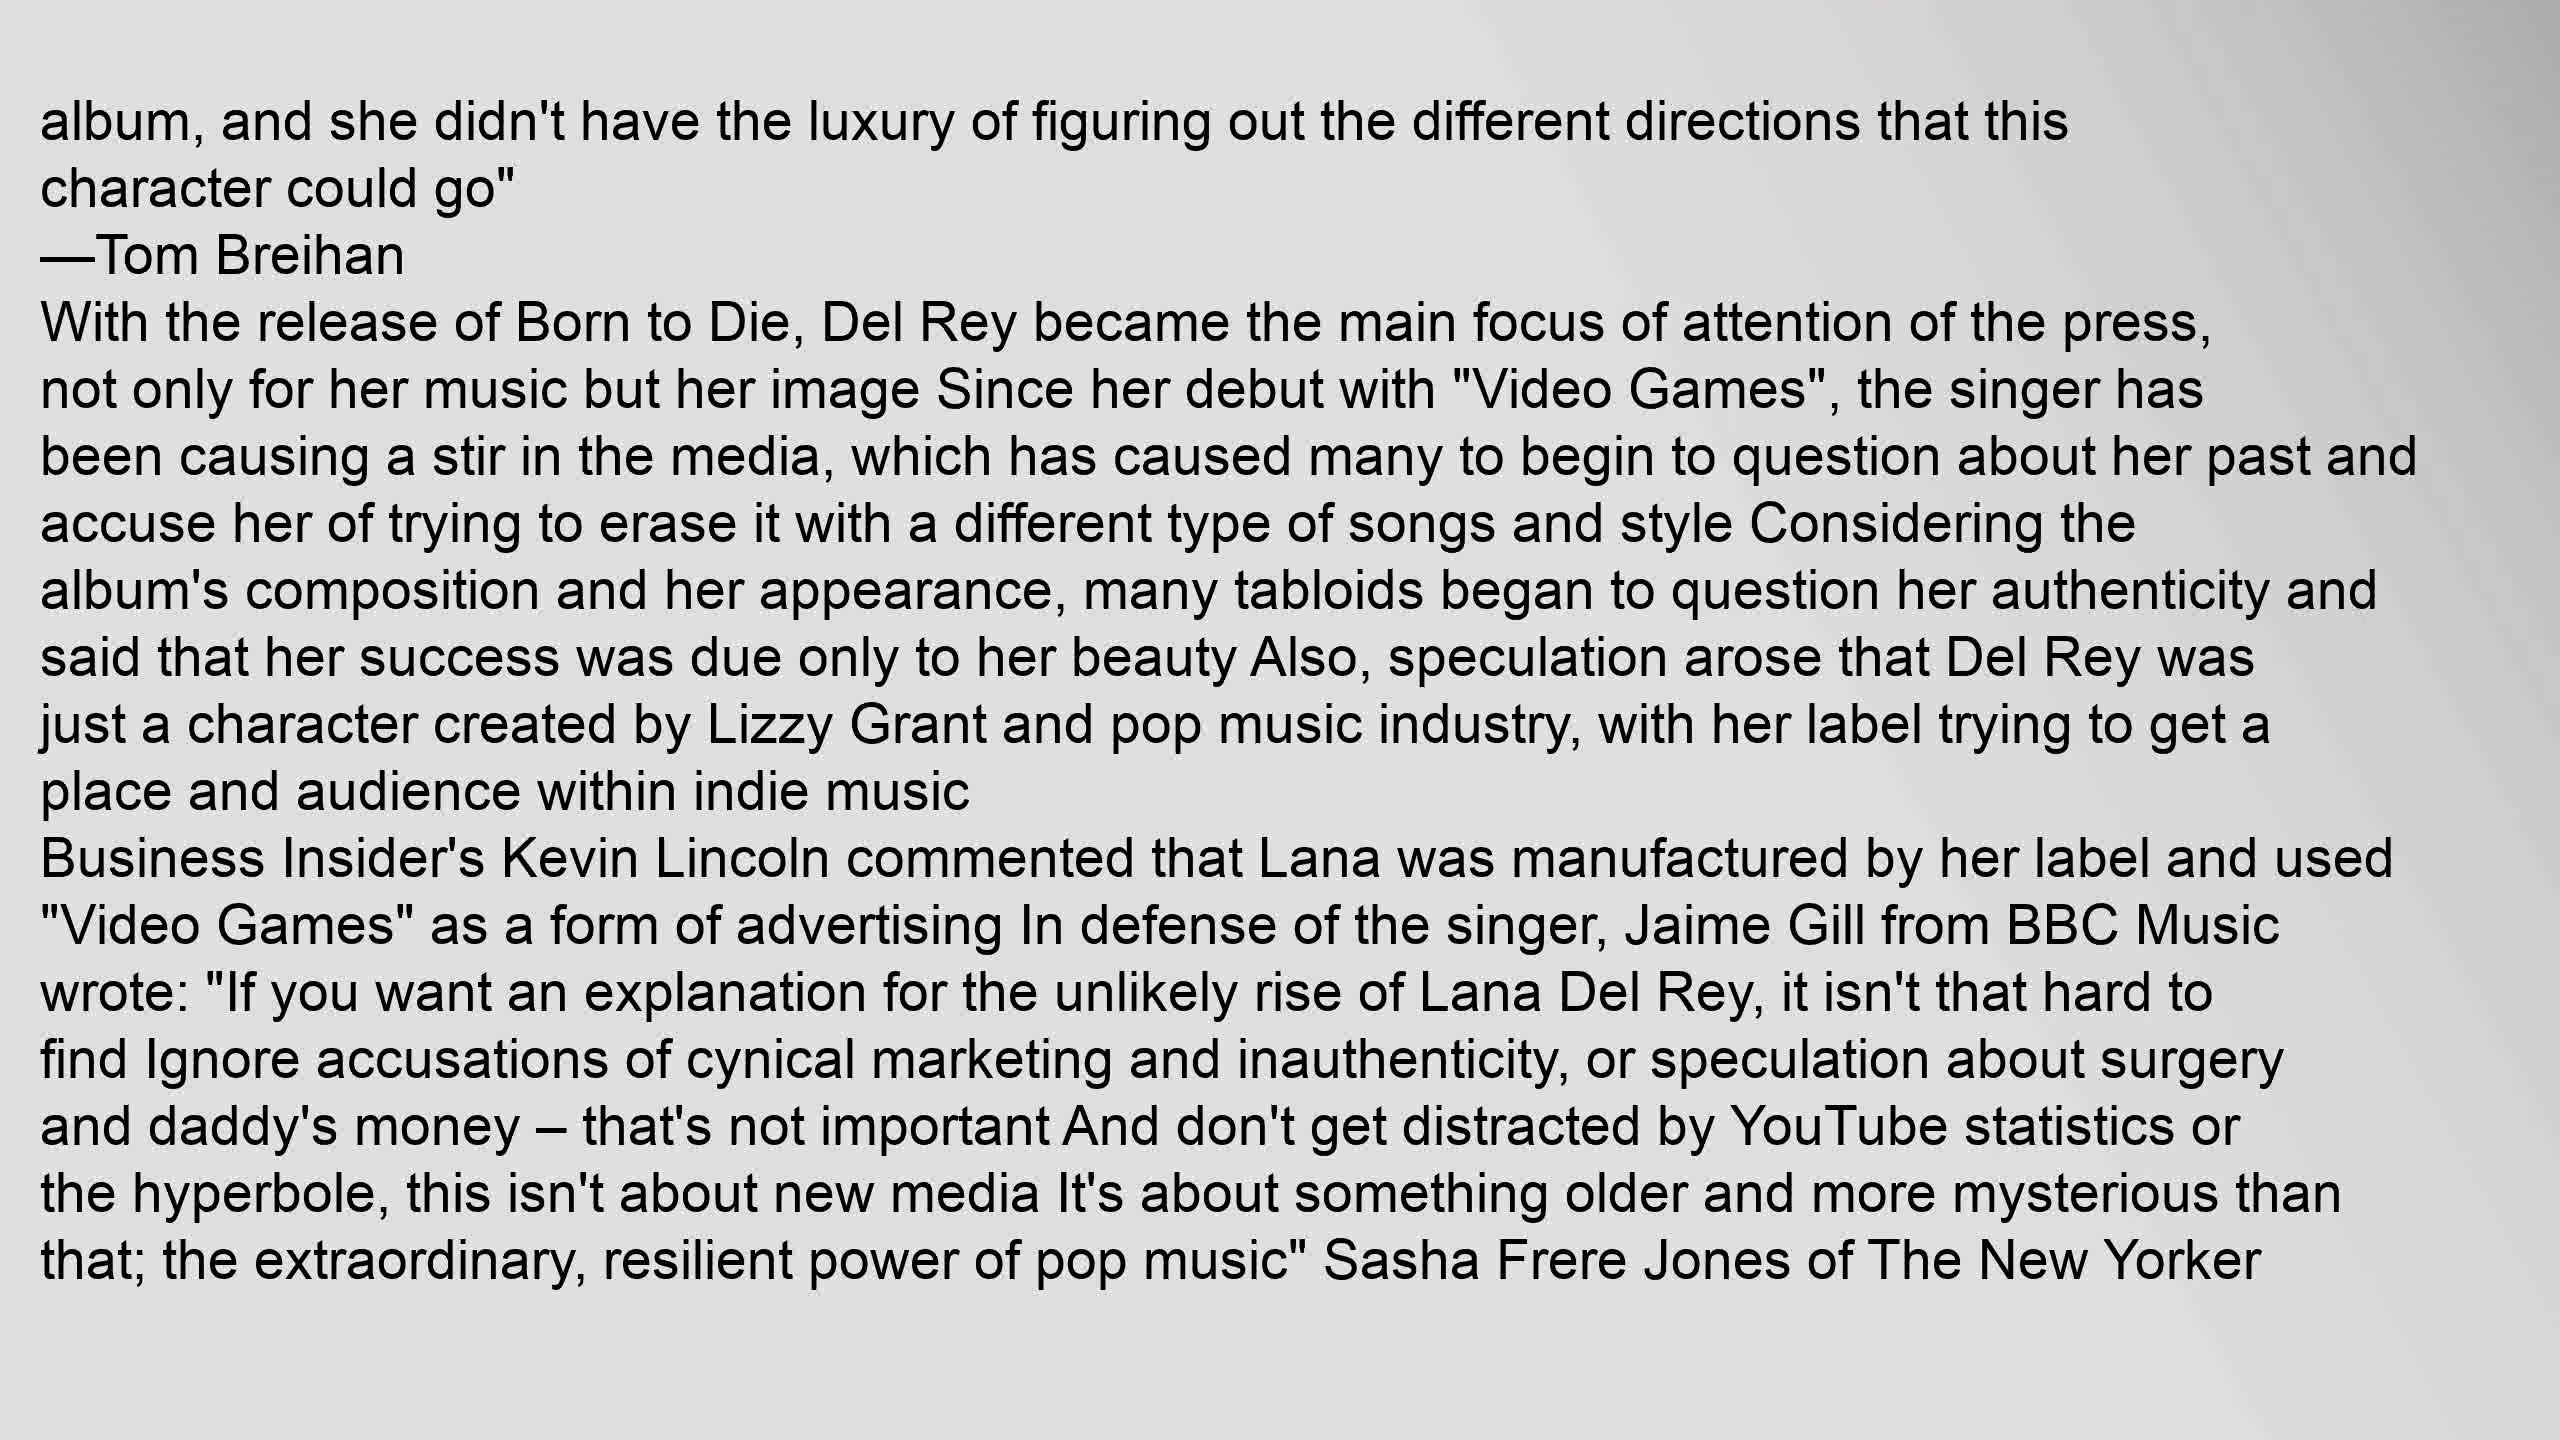 album, and she didn't have the luxury of figuring out the different directions that this
character could go"
—Tom Breihan
With the release of Born to Die, Del Rey became the main focus of attention of the press,
not only for her music but her image Since her debut with "Video Games", the singer has
been causing a stir in the media, which has caused many to begin to question about her past and
accuse her of trying to erase it with a different type of songs and style Considering the
album's composition and her appearance, many tabloids began to question her authenticity and
said that her success was due only to her beauty Also, speculation arose that Del Rey was
just a character created by Lizzy Grant and pop music industry, with her label trying to get a
place and audience within indie music
Business Insider's Kevin Lincoln commented that Lana was manufactured by her label and used
"Video Games" as a form of advertising In defense of the singer, Jaime Gill from BBC Music
wrote: "If you want an explanation for the unlikely rise of Lana Del Rey, it isn't that hard to
find Ignore accusations of cynical marketing and inauthenticity, or speculation about surgery
and daddy's money – that's not important And don't get distracted by YouTube statistics or
the hyperbole, this isn't about new media It's about something older and more mysterious than
that; the extraordinary, resilient power of pop music" Sasha Frere Jones of The New Yorker